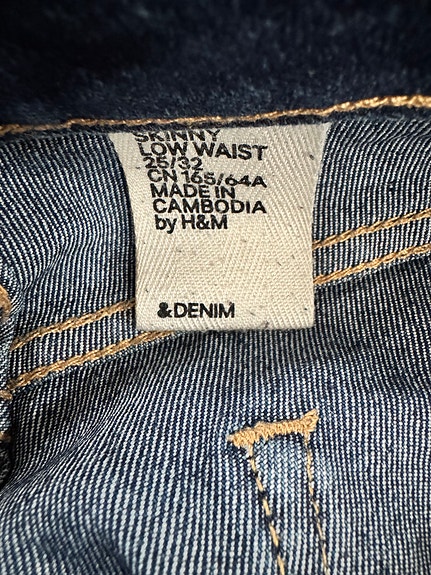 SKINNY
LOW WAIST
25/32
CN 165/64A
MADE IN
CAMBODIA
by H&M
&DENIM